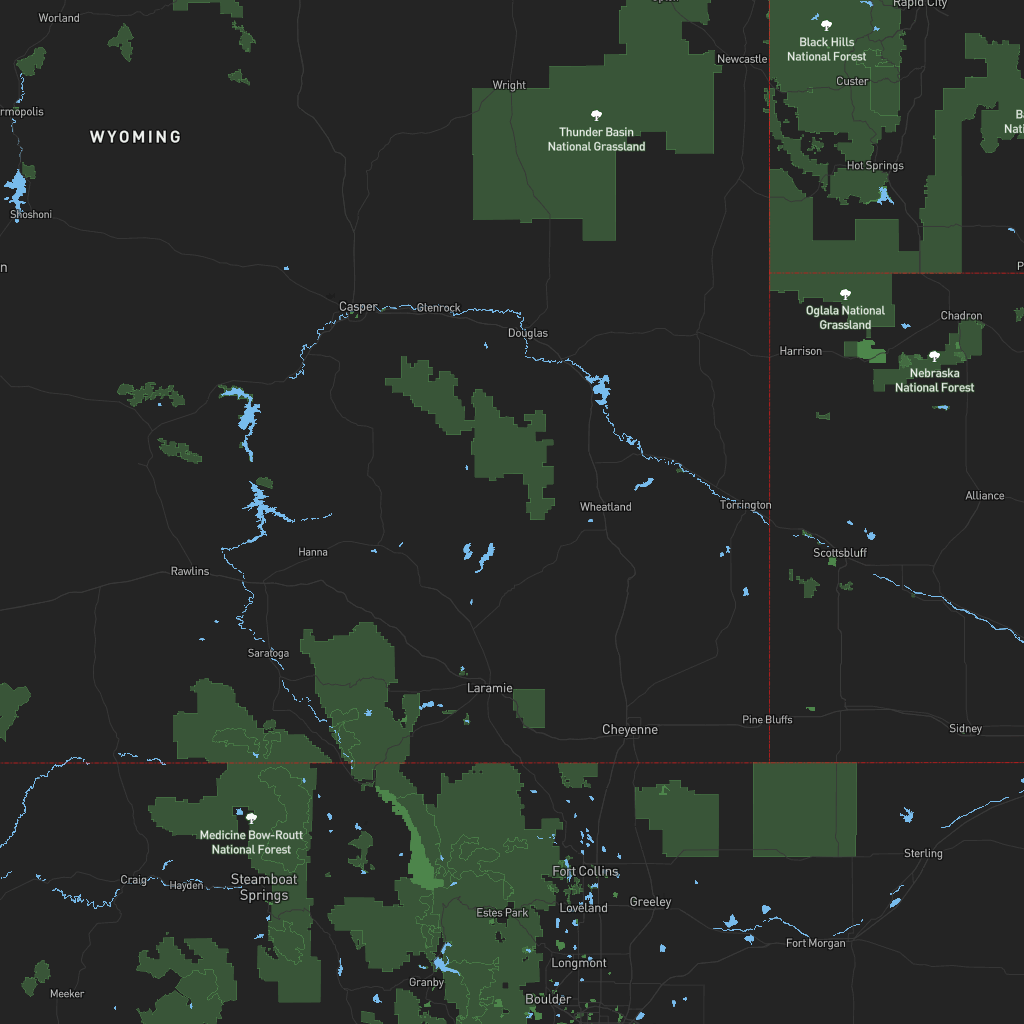 Worland
Rapid City
Black Hills
National Forest
Newcastle
Custer
Wright
rmopolis
WYOMING
Thunder Basin
National Grassland
Hot Springs
Shoshoni
n
Casper
Glenrock
Douglas
Oglala National
Grassland
Chadron
Harrison
Nebraska
National Forest
Wheatland
Torrington
Alliance
Hanna
Scottsbluff
Rawlins
Saratoga
Laramie
Cheyenne
Pine Bluffs
Sidney
Medicine Bow-Routt
National Forest
Sterling
Craig
Hayden
Steamboat
Springs
Fort Collins
Estes Park
Loveland
Greeley
Fort Morgan
Longmont
Granby
Meeker
Boulder